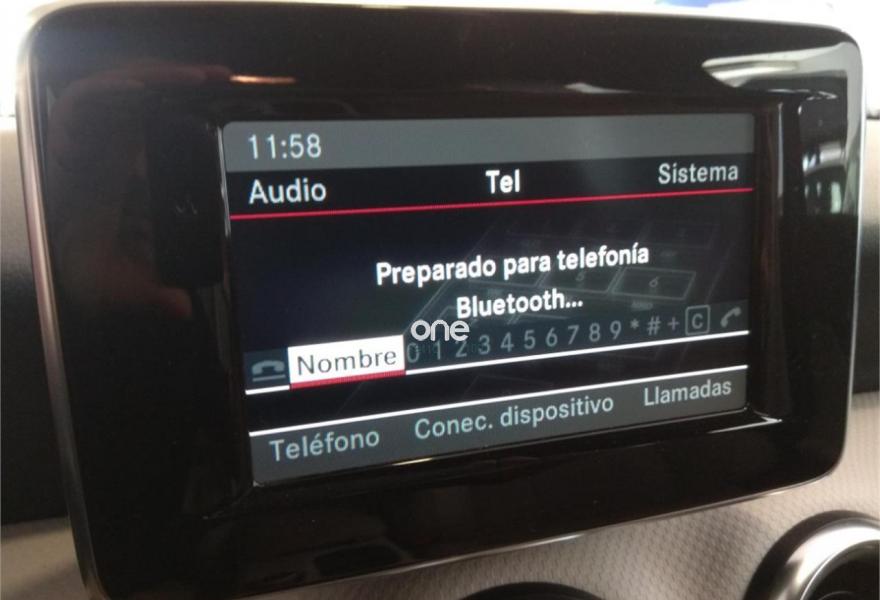 11:58
Audio Tel Sistema
Preparado para telefonía
Bluetooth...
one
Nombre 0 1 2 3 4 5 6 7 8 9 * # + C
Teléfono Conec. dispositivo Llamadas